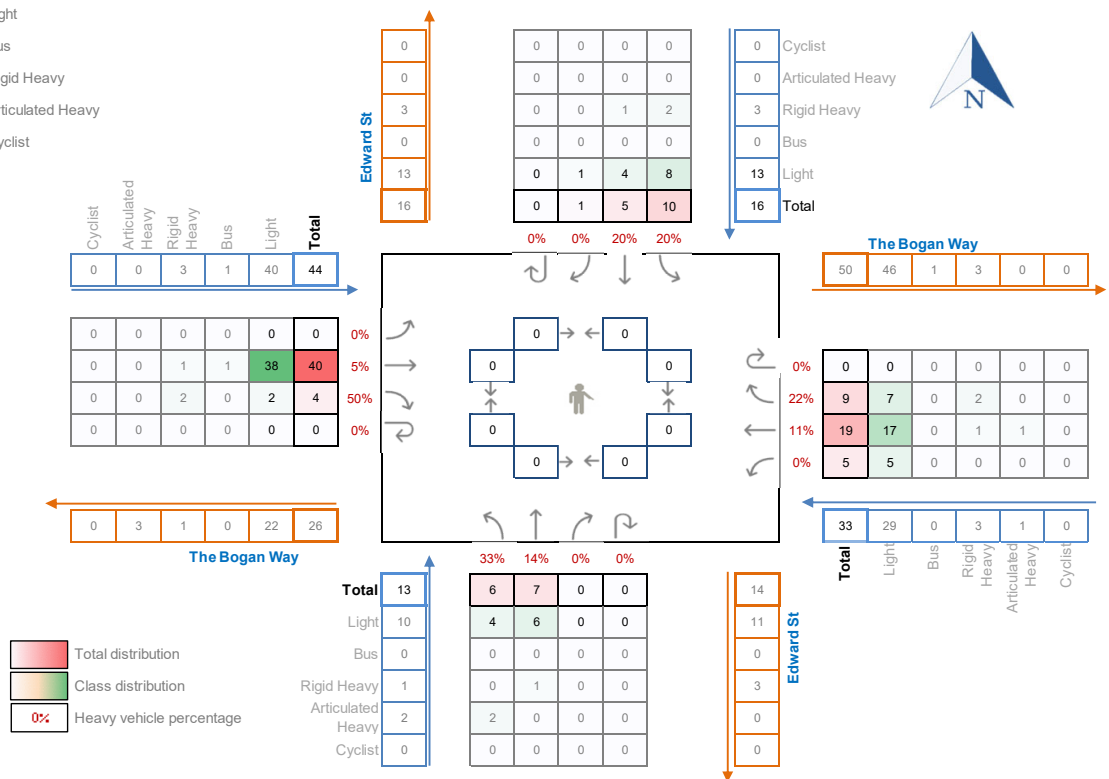 ght
us
gid Heavy
rticulated Heavy
yclist
Edward St
0
0
3
0
13
16
0 0 0 0
0 0 0 0
0 0 1 2
0 0 0 0
0 1 4 8
0 1 5 10
0% 0% 20% 20%
0 Cyclist
0 Articulated Heavy
3 Rigid Heavy
0 Bus
13 Light
16 Total
N
Cyclist
Articulated Heavy
Rigid Heavy
Bus
Light
Total
0 0 3 1 40 44
The Bogan Way
50 46 1 3 0 0
0 0 0 0 0 0 0%
0 0 1 1 38 40 5%
0 0 2 0 2 4 50%
0 0 0 0 0 0 0%
0 0
0 0
0 0
0 0
0% 0 0 0 0 0 0
22% 9 7 0 2 0 0
11% 19 17 0 1 1 0
0% 5 5 0 0 0 0
0 3 1 0 22 26
The Bogan Way
33 29 0 3 1 0
Total
Light
Bus
Rigid Heavy
Articulated Heavy
Cyclist
33% 14% 0% 0%
Total 13 6 7 0 0
Light 10 4 6 0 0
Bus 0 0 0 0 0
Rigid Heavy 1 0 1 0 0
Articulated
Heavy 2 2 0 0 0
Cyclist 0 0 0 0 0
14
11
0
3
0
0
Edward St
Total distribution
Class distribution
0% Heavy vehicle percentage